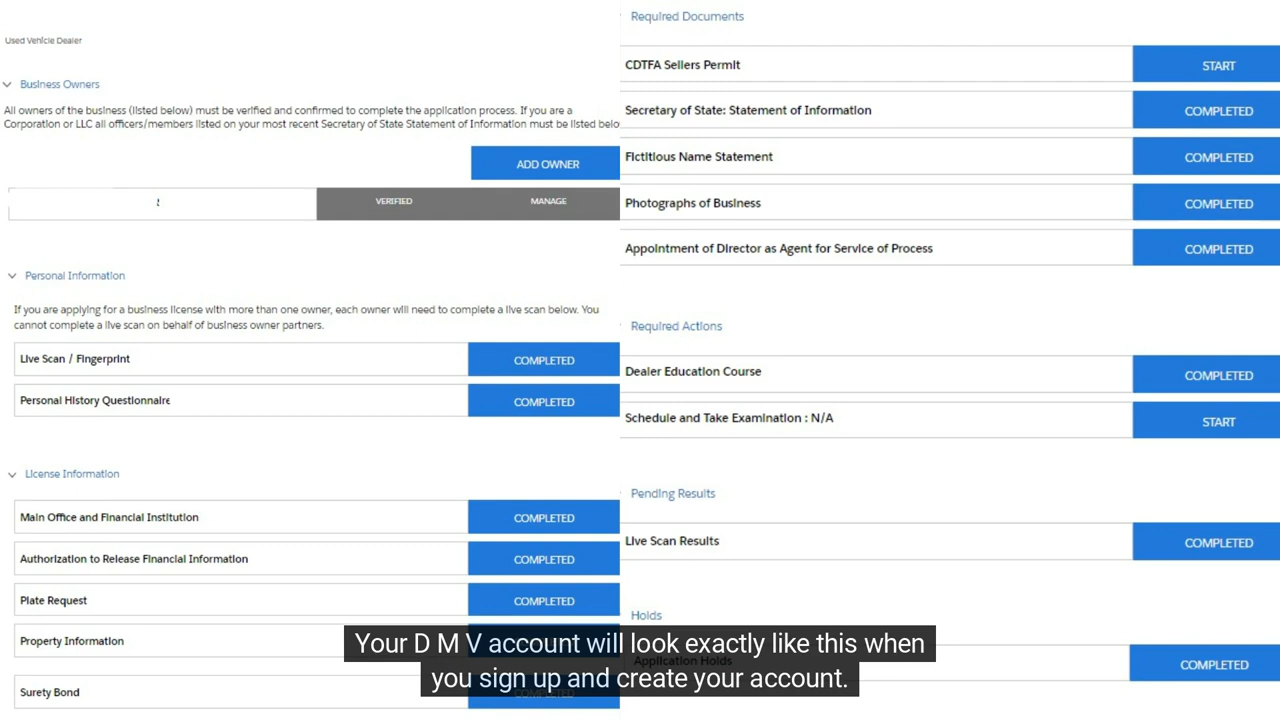 Used Vehicle Dealer
Business Owners
All owners of the business (listed below) must be verified and confirmed to complete the application process. If you are a
Corporation or LLC all officers/members listed on your most recent Secretary of State Statement of Information must be listed belo
ADD OWNER
VERIFIED MANAGE
Personal Information
If you are applying for a business license with more than one owner, each owner will need to complete a live scan below. You
cannot complete a live scan on behalf of business owner partners.
Live Scan / Fingerprint COMPLETED
Personal History Questionnaire COMPLETED
License Information
Main Office and Financial Institution COMPLETED
Authorization to Release Financial Information COMPLETED
Plate Request COMPLETED
Property Information
Surety Bond COMPLETED
Required Documents
CDTFA Sellers Permit START
Secretary of State: Statement of Information COMPLETED
Fictitious Name Statement COMPLETED
Photographs of Business COMPLETED
Appointment of Director as Agent for Service of Process COMPLETED
Required Actions
Dealer Education Course COMPLETED
Schedule and Take Examination : N/A START
Pending Results
Live Scan Results COMPLETED
Holds
Application Holds COMPLETED
Your D M V account will look exactly like this when
you sign up and create your account.